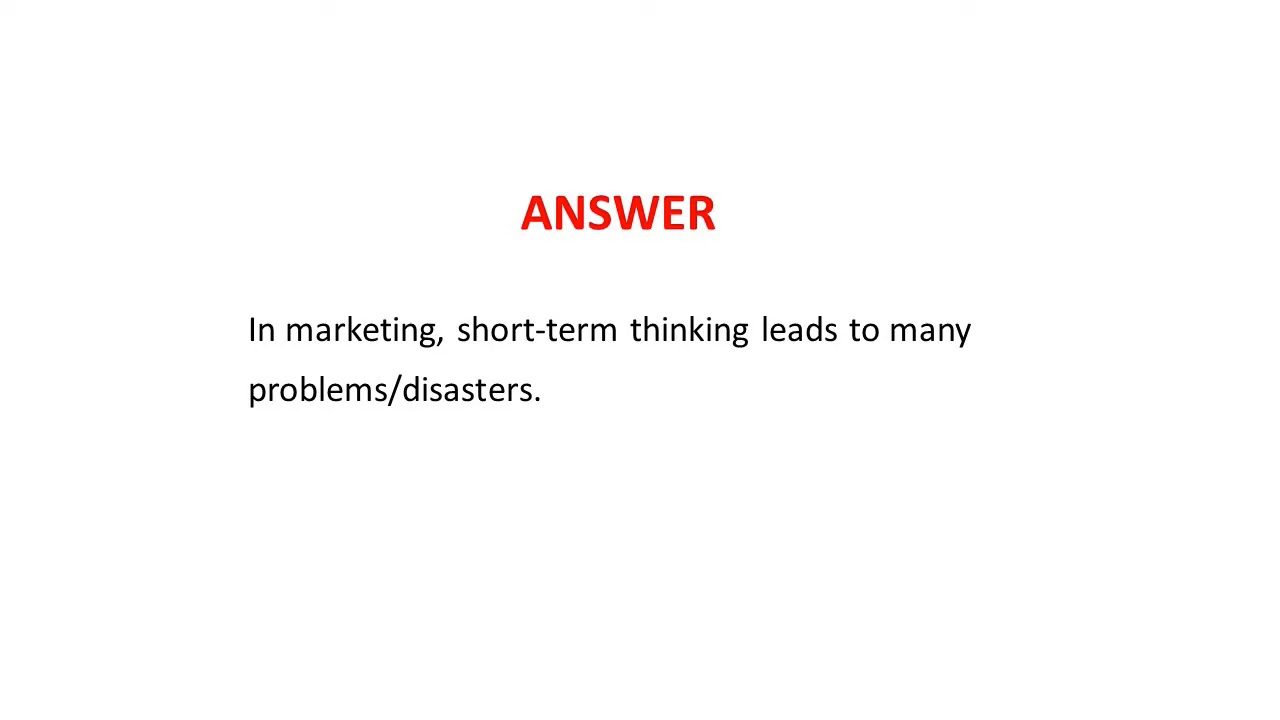 ANSWER
In marketing, short-term thinking leads to many
problems/disasters.